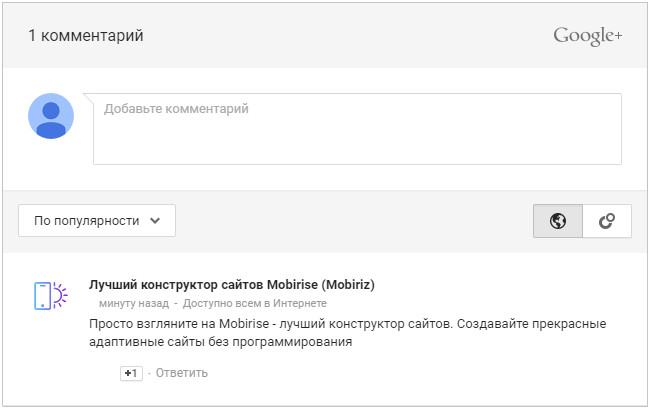 1 комментарий
Google+
Добавьте комментарий
По популярности
Лучший конструктор сайтов Mobirise (Mobiriz)
минуту назад - Доступно всем в Интернете
Просто взгляните на Mobirise - лучший конструктор сайтов. Создавайте прекрасные
адаптивные сайты без программирования
+1 · Ответить